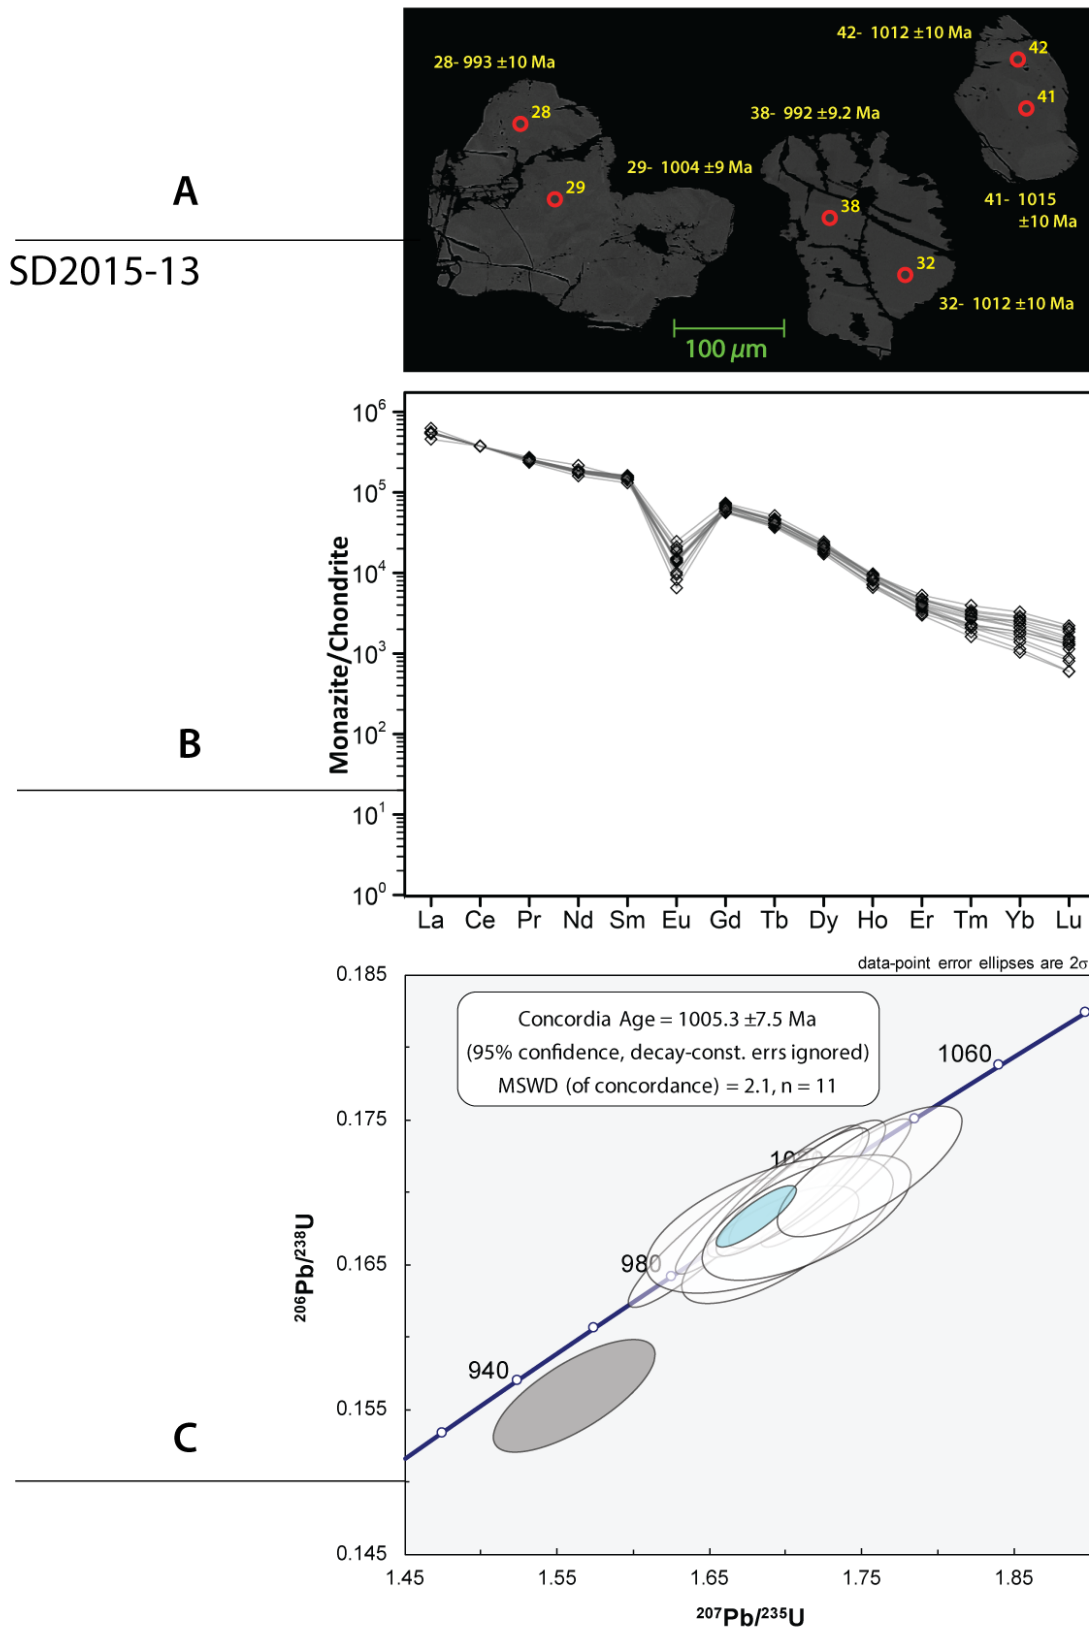 A
SD2015-13
28- 993 ±10 Ma
28
29
29- 1004 ±9 Ma
38- 992 ±9.2 Ma
38
32
32- 1012 ±10 Ma
42- 1012 ±10 Ma
42
41
41- 1015
±10 Ma
100 µm
B
Monazite/Chondrite
10⁶
10⁵
10⁴
10³
10²
10¹
10⁰
La Ce Pr Nd Sm Eu Gd Tb Dy Ho Er Tm Yb Lu
C
data-point error ellipses are 2σ
Concordia Age = 1005.3 ±7.5 Ma
(95% confidence, decay-const. errs ignored)
MSWD (of concordance) = 2.1, n = 11
1060
980
940
0.185
0.175
0.165
0.155
0.145
²⁰⁶Pb/²³⁸U
1.45 1.55 1.65 1.75 1.85
²⁰⁷Pb/²³⁵U